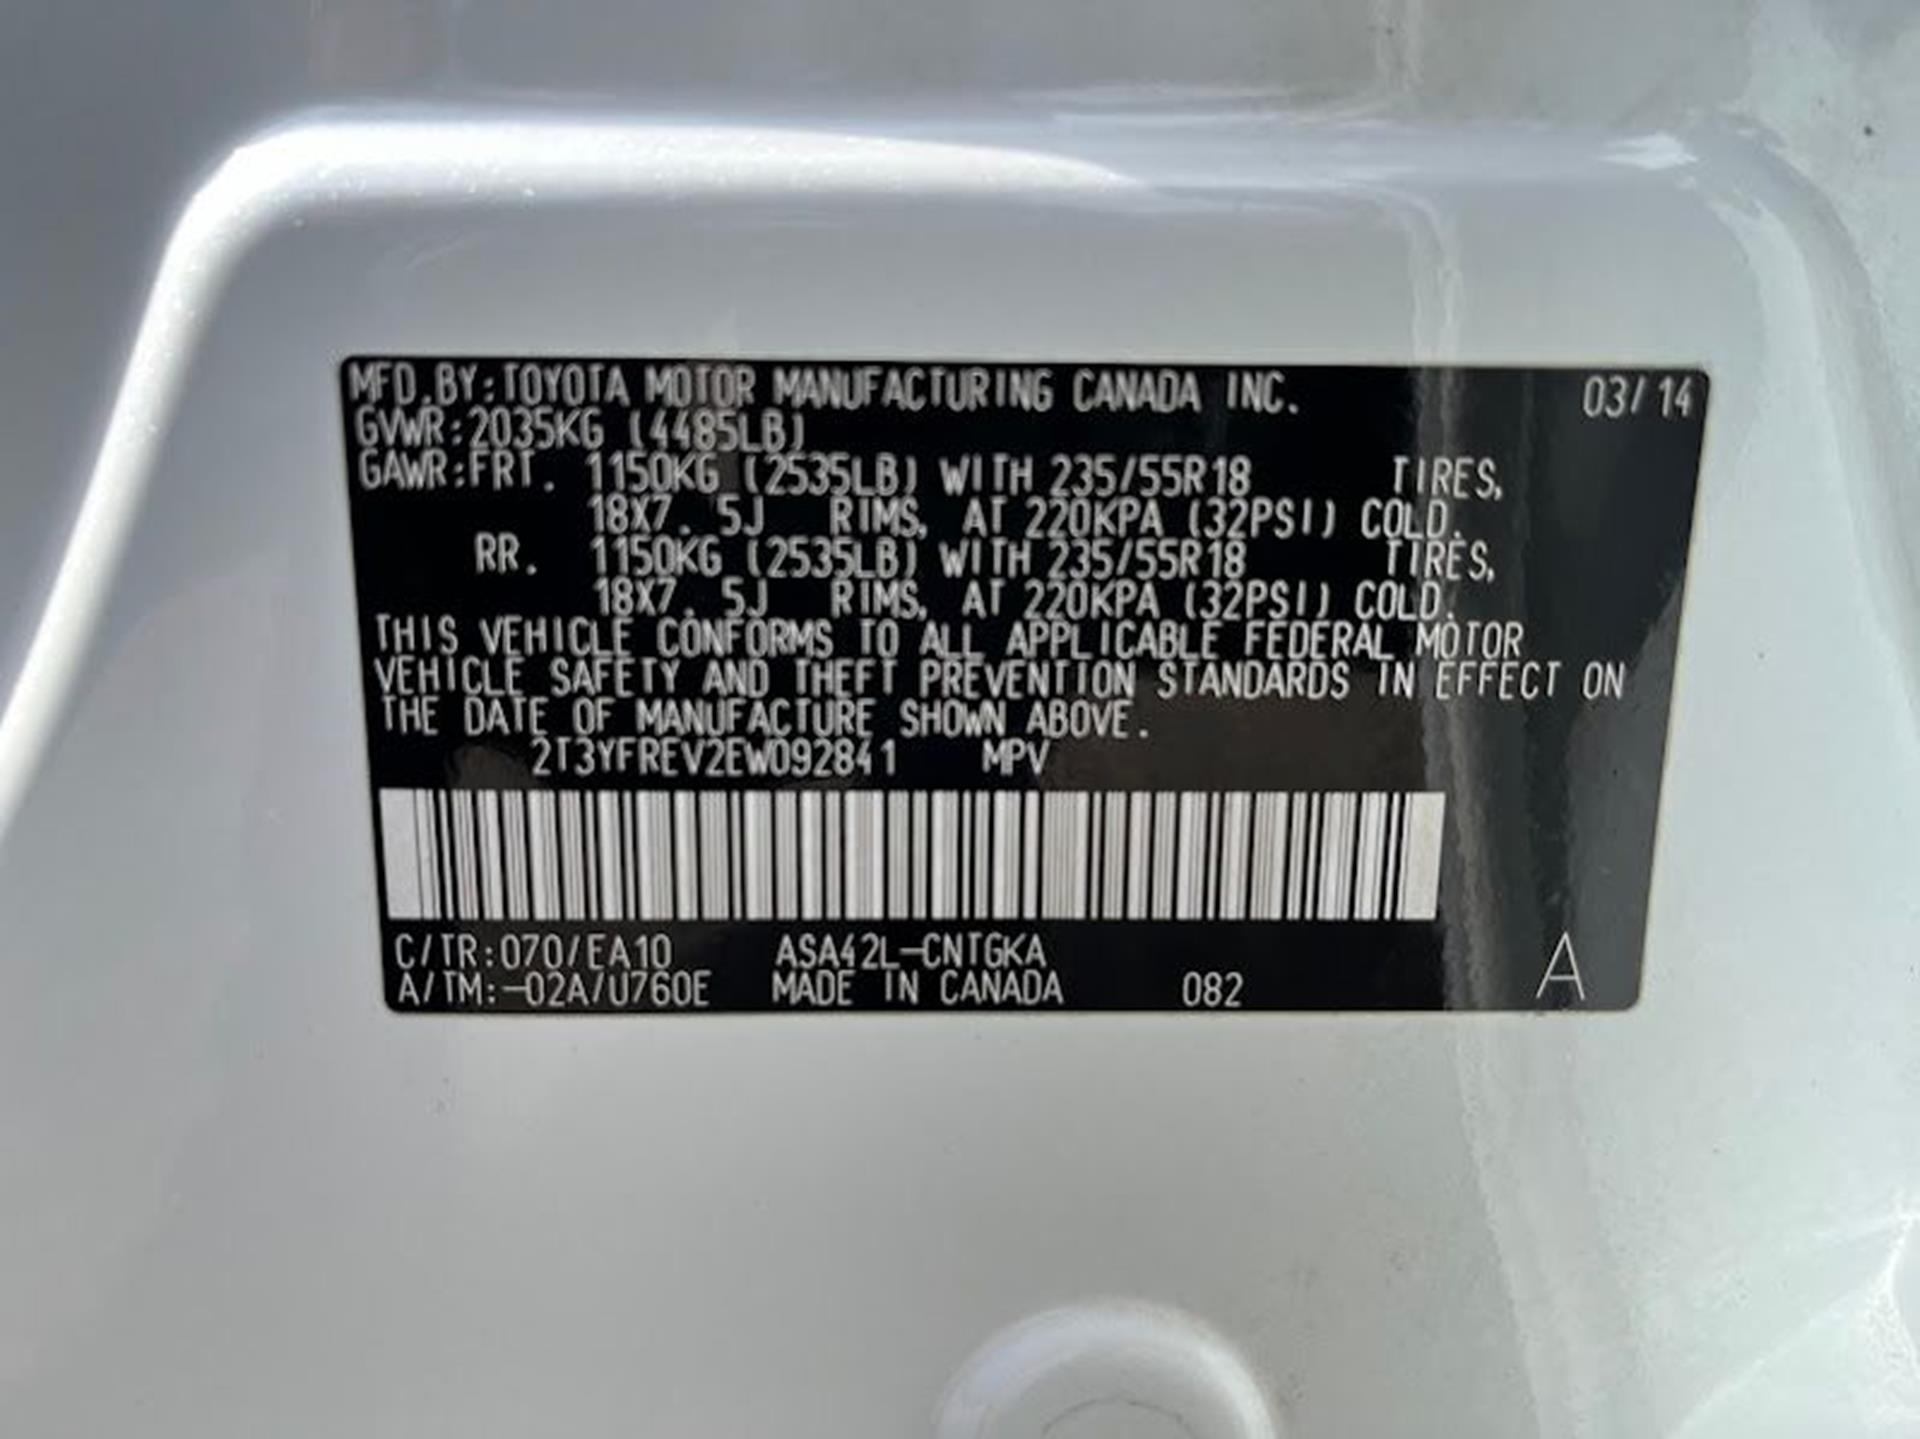 MFD.BY:TOYOTA MOTOR MANUFACTURING CANADA INC. 03/14
GVWR:2035KG (4485LB)
GAWR:FRT. 1150KG (2535LB) WITH 235/55R18 TIRES,
18X7.5J RIMS, AT 220KPA (32PSI) COLD.
RR. 1150KG (2535LB) WITH 235/55R18 TIRES,
18X7.5J RIMS, AT 220KPA (32PSI) COLD.
THIS VEHICLE CONFORMS TO ALL APPLICABLE FEDERAL MOTOR
VEHICLE SAFETY AND THEFT PREVENTION STANDARDS IN EFFECT ON
THE DATE OF MANUFACTURE SHOWN ABOVE.
2T3YFREV2EW092841 MPV
C/TR:070/EA10 ASA42L-CNTGKA
A/TM:-02A/U760E MADE IN CANADA 082 A